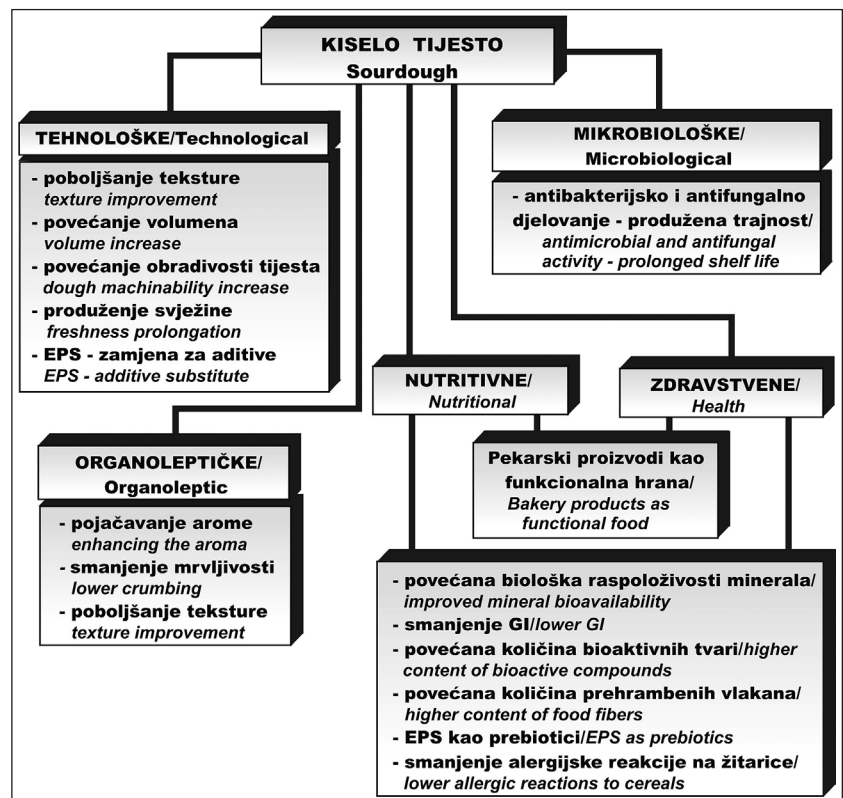 KISELO TIJESTO
Sourdough
TEHNOLOŠKE/Technological
- poboljšanje teksture
texture improvement
- povećanje volumena
volume increase
- povećanje obradivosti tijesta
dough machinability increase
- produženje svježine
freshness prolongation
- EPS - zamjena za aditive
EPS - additive substitute
MIKROBIOLOŠKE/
Microbiological
- antibakterijsko i antifungalno
djelovanje - produžena trajnost/
antimicrobial and antifungal
activity - prolonged shelf life
ORGANOLEPTIČKE/
Organoleptic
- pojačavanje arome
enhancing the aroma
- smanjenje mrvljivosti
lower crumbing
- poboljšanje teksture
texture improvement
NUTRITIVNE/
Nutritional
ZDRAVSTVENE/
Health
Pekarski proizvodi kao
funkcionalna hrana/
Bakery products as
functional food
- povećana biološka raspoloživosti minerala/
improved mineral bioavailability
- smanjenje GI/lower GI
- povećana količina bioaktivnih tvari/higher
content of bioactive compounds
- povećana količina prehrambenih vlakana/
higher content of food fibers
- EPS kao prebiotici/EPS as prebiotics
- smanjenje alergijske reakcije na žitarice/
lower allergic reactions to cereals